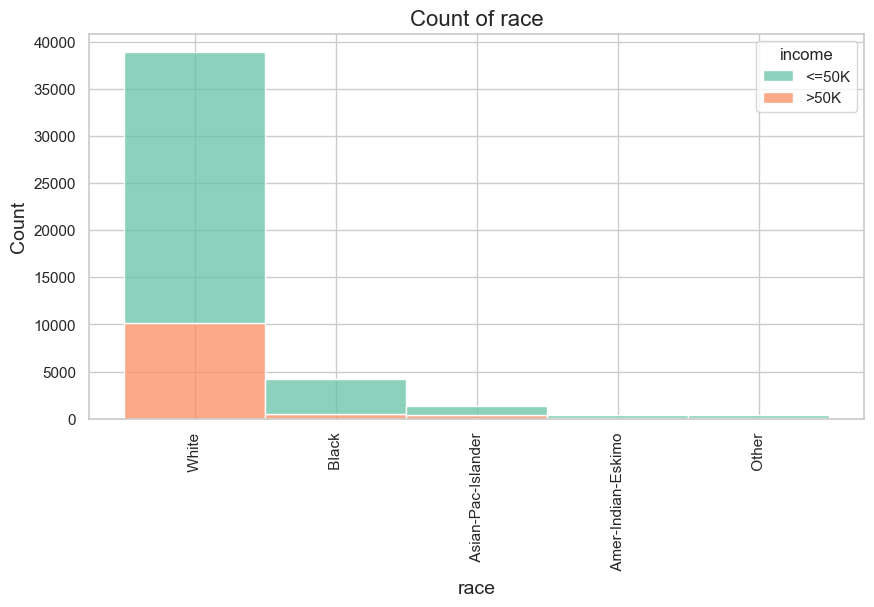 Count of race
40000
35000
30000
25000
20000
15000
10000
5000
0
Count
income
<=50K
>50K
White
Black
Asian-Pac-Islander
Amer-Indian-Eskimo
Other
race